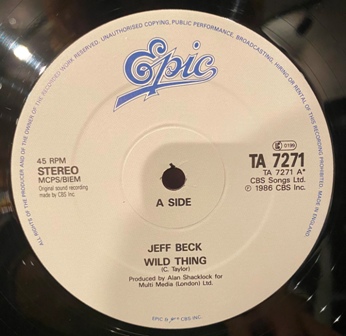 ALL RIGHTS OF THE PRODUCER AND OF THE OWNER OF THE RECORDED WORK RESERVED. UNAUTHORISED COPYING, PUBLIC PERFORMANCE, BROADCASTING, HIRING OR RENTAL OF THIS RECORDING PROHIBITED. MADE IN ENGLAND
Epic
45 RPM
STEREO
MCPS/BIEM
Original sound recording
made by CBS Inc.
0199
TA 7271
TA 7271 A*
CBS Songs Ltd.
℗ 1986 CBS Inc.
A SIDE
JEFF BECK
WILD THING
(C. Taylor)
Produced by Alan Shacklock for
Multi Media (London) Ltd.